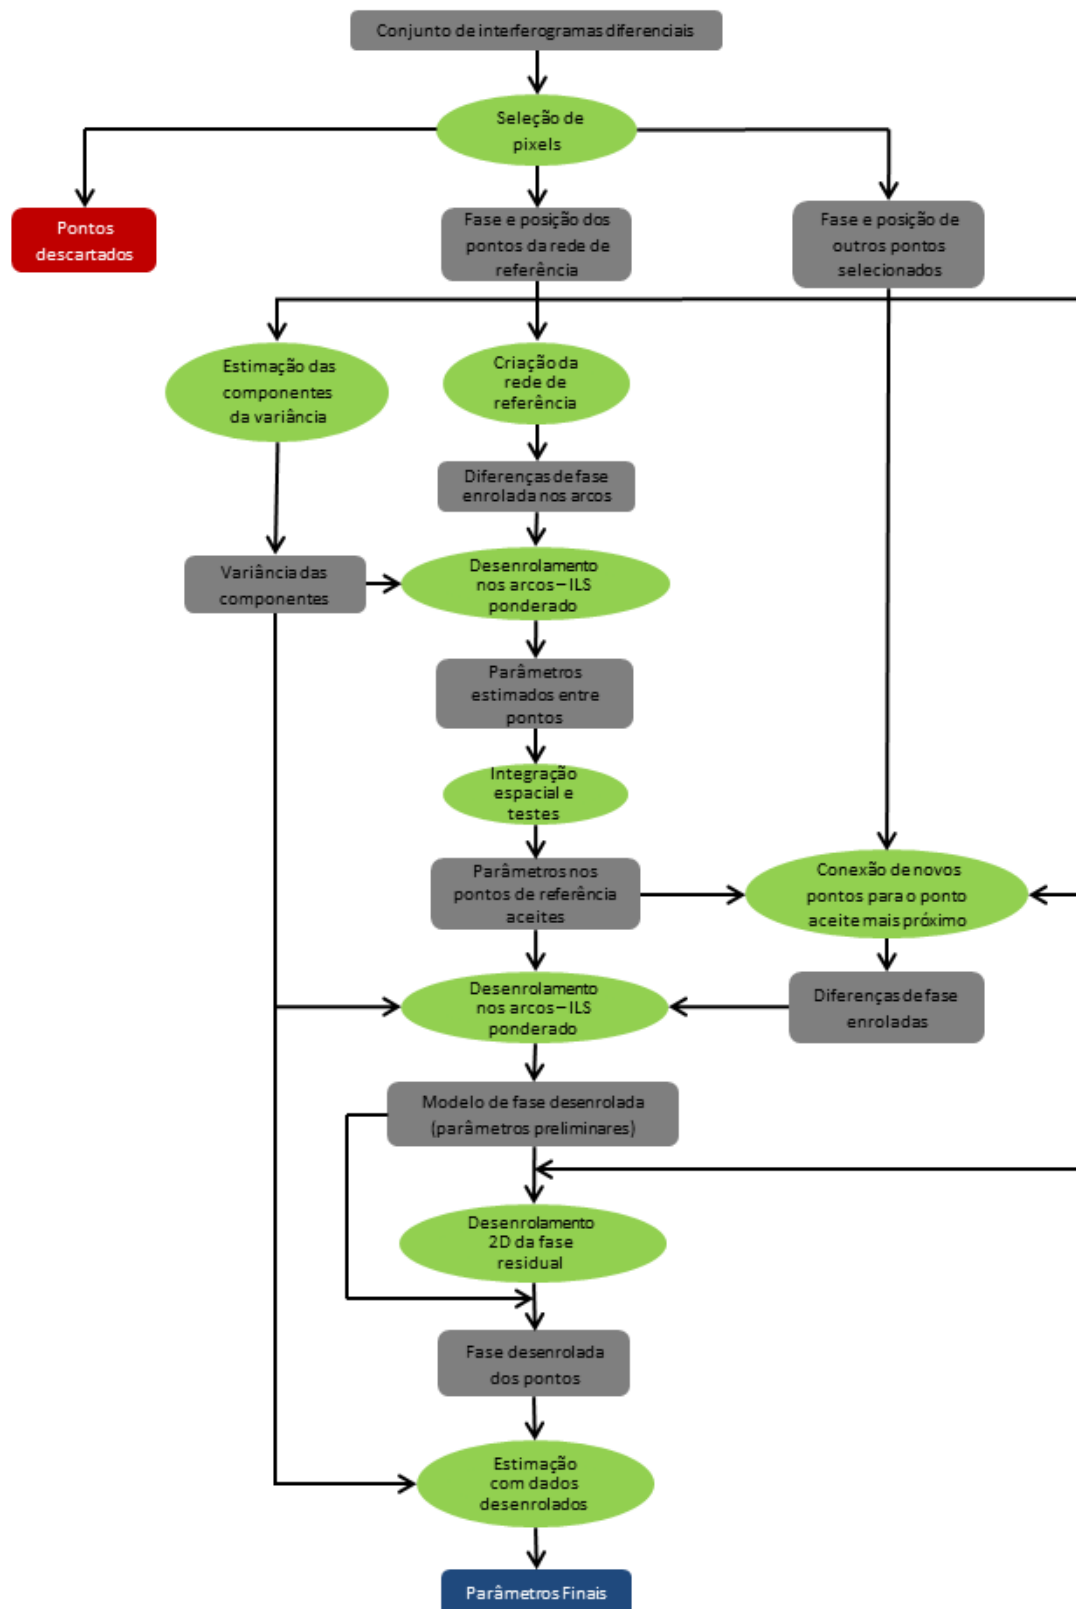 Conjunto de interferogramas diferenciais
Seleção de
pixels
Pontos
descartados
Fase e posição dos
pontos da rede de
referência
Fase e posição de
outros pontos
selecionados
Estimação das
componentes
da variância
Criação da
rede de
referência
Diferenças de fase
enrolada nos arcos
Variância das
componentes
Desenrolamento
nos arcos – ILS
ponderado
Parâmetros
estimados entre
pontos
Integração
espacial e
testes
Parâmetros nos
pontos de referência
aceites
Conexão de novos
pontos para o ponto
aceite mais próximo
Desenrolamento
nos arcos – ILS
ponderado
Diferenças de fase
enroladas
Modelo de fase desenrolada
(parâmetros preliminares)
Desenrolamento
2D da fase
residual
Fase desenrolada
dos pontos
Estimação
com dados
desenrolados
Parâmetros Finais